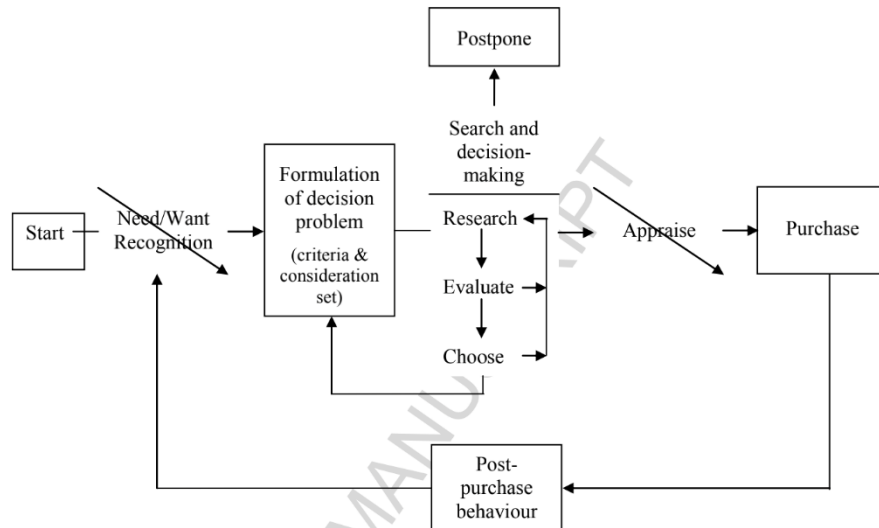 Postpone
Search and
decision-
making
Start
Need/Want
Recognition
Formulation
of decision
problem
(criteria &
consideration
set)
Research
Evaluate
Choose
Appraise
Purchase
Post-
purchase
behaviour